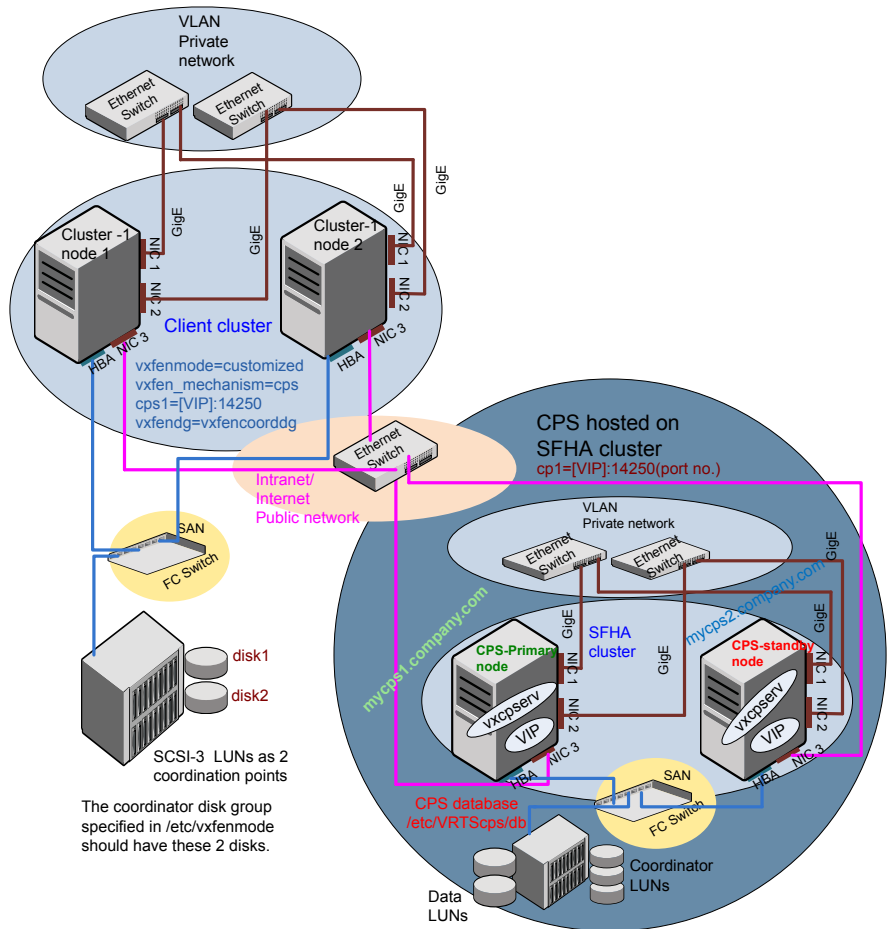 VLAN
Private
network
Ethernet
Switch
Ethernet
Switch
GigE
GigE
GigE
GigE
Cluster -1
node 1
NIC 1
NIC 2
NIC 3
HBA
Cluster-1
node 2
NIC 1
NIC 2
NIC 3
HBA
Client cluster
vxfenmode=customized
vxfen_mechanism=cps
cps1=[VIP]:14250
vxfendg=vxfencoorddg
Ethernet
Switch
Intranet/
Internet
Public network
CPS hosted on
SFHA cluster
cp1=[VIP]:14250(port no.)
VLAN
Private network
Ethernet
Switch
Ethernet
Switch
GigE
GigE
GigE
GigE
SAN
FC Switch
disk1
disk2
SCSI-3 LUNs as 2
coordination points
The coordinator disk group
specified in /etc/vxfenmode
should have these 2 disks.
mycps1.company.com
mycps2.company.com
SFHA
cluster
CPS-Primary
node
NIC 1
NIC 2
NIC 3
HBA
vxcpserv
VIP
CPS-standby
node
NIC 1
NIC 2
NIC 3
HBA
vxcpserv
VIP
SAN
FC Switch
CPS database
/etc/VRTScps/db
Data
LUNs
Coordinator
LUNs